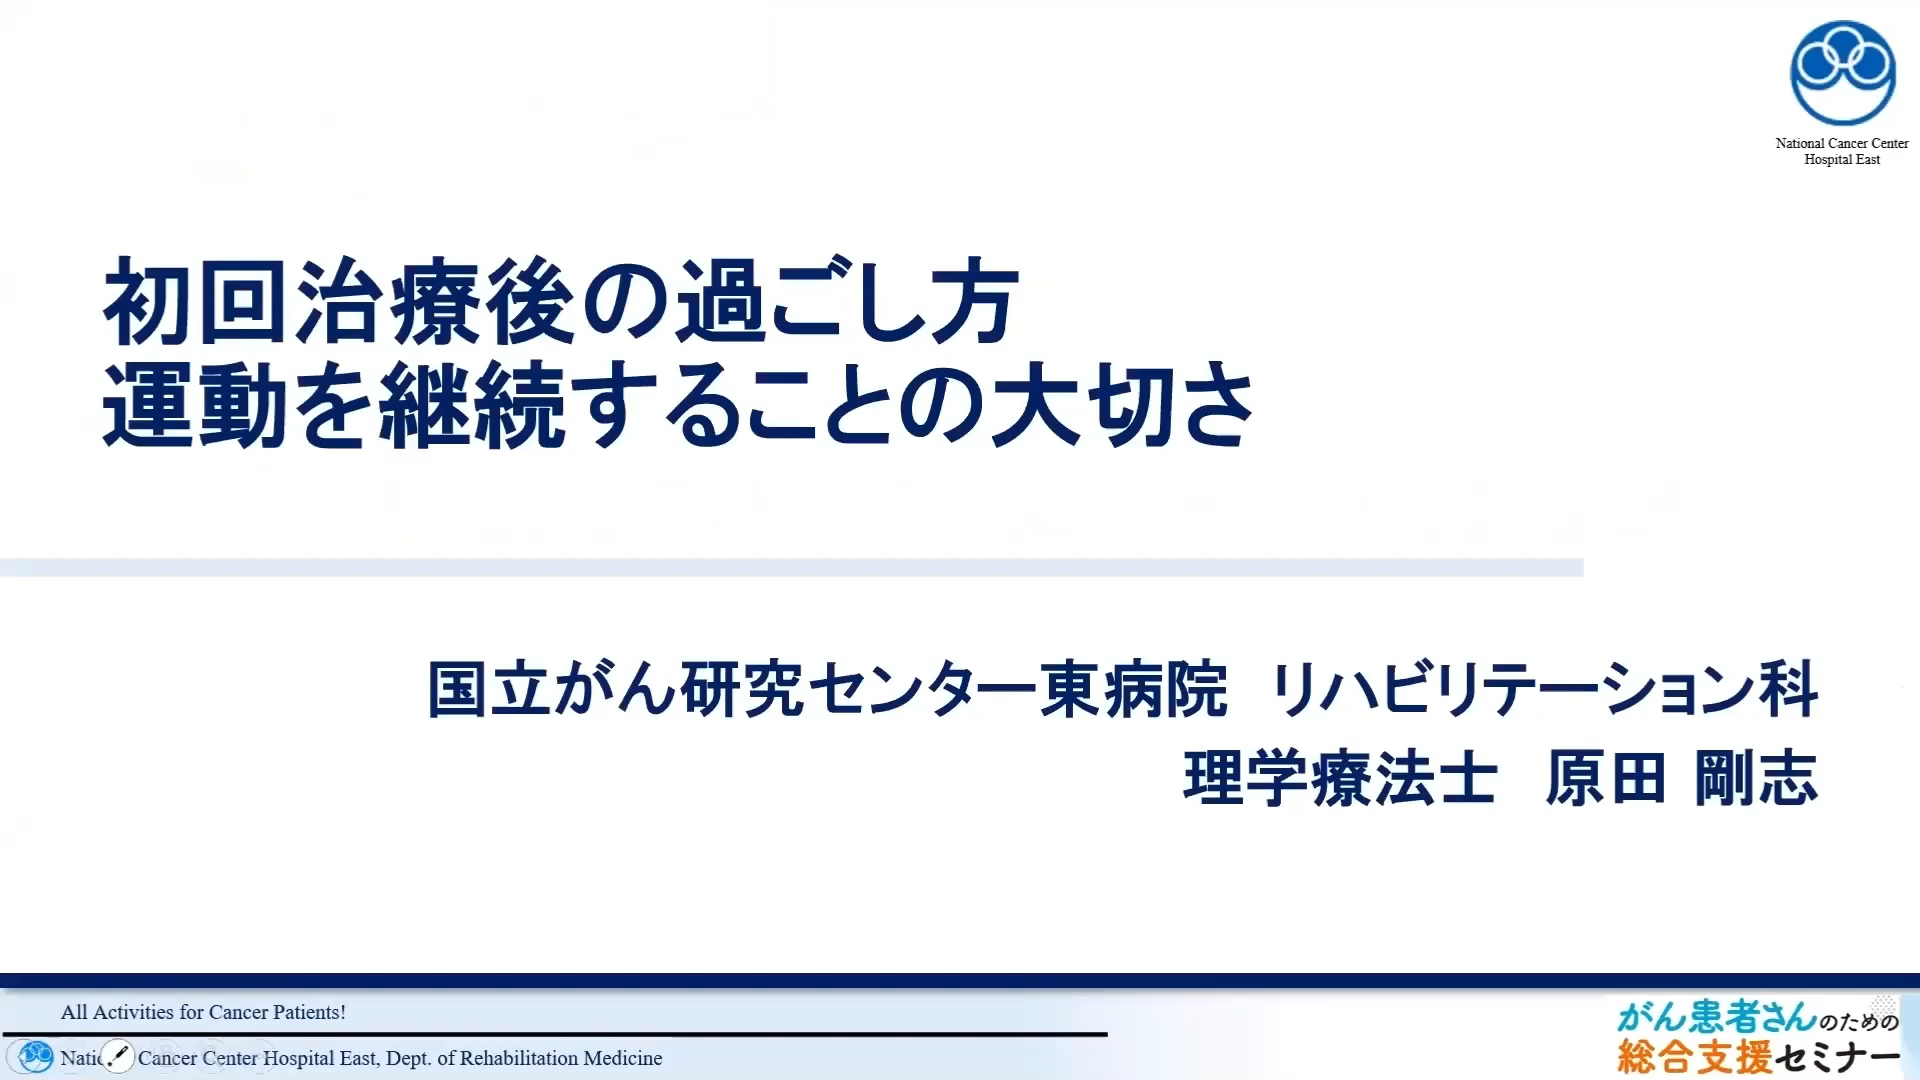 National Cancer Center
Hospital East
初回治療後の過ごし方
運動を継続することの大切さ
国立がん研究センター東病院　リハビリテーション科
理学療法士　原田 剛志
All Activities for Cancer Patients!
Cancer Center Hospital East, Dept. of Rehabilitation Medicine
がん患者さんのための
総合支援セミナー